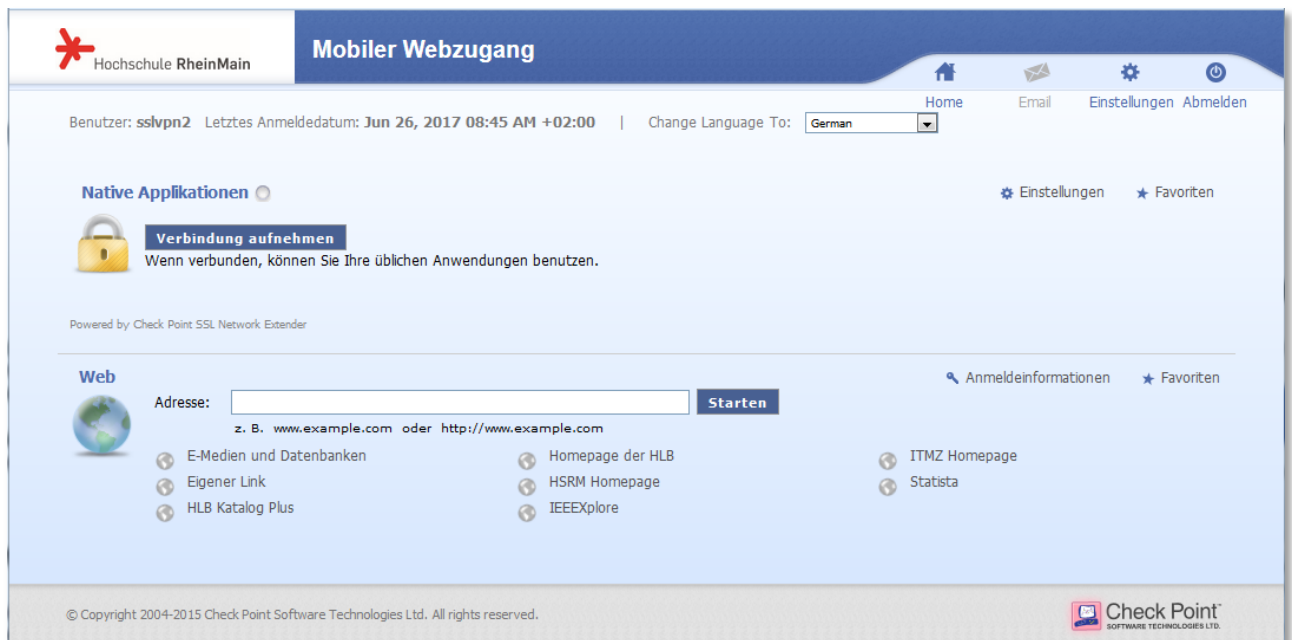 Hochschule RheinMain
Mobiler Webzugang
Home
Email
Einstellungen
Abmelden
Benutzer: sslvpn2 Letztes Anmeldedatum: Jun 26, 2017 08:45 AM +02:00 | Change Language To: German
Native Applikationen
Einstellungen
Favoriten
Verbindung aufnehmen
Wenn verbunden, können Sie Ihre üblichen Anwendungen benutzen.
Powered by Check Point SSL Network Extender
Web
Anmeldeinformationen
Favoriten
Adresse:
Starten
z. B. www.example.com oder http://www.example.com
E-Medien und Datenbanken
Homepage der HLB
ITMZ Homepage
Eigener Link
HSRM Homepage
Statista
HLB Katalog Plus
IEEEXplore
© Copyright 2004-2015 Check Point Software Technologies Ltd. All rights reserved.
Check Point
SOFTWARE TECHNOLOGIES LTD.